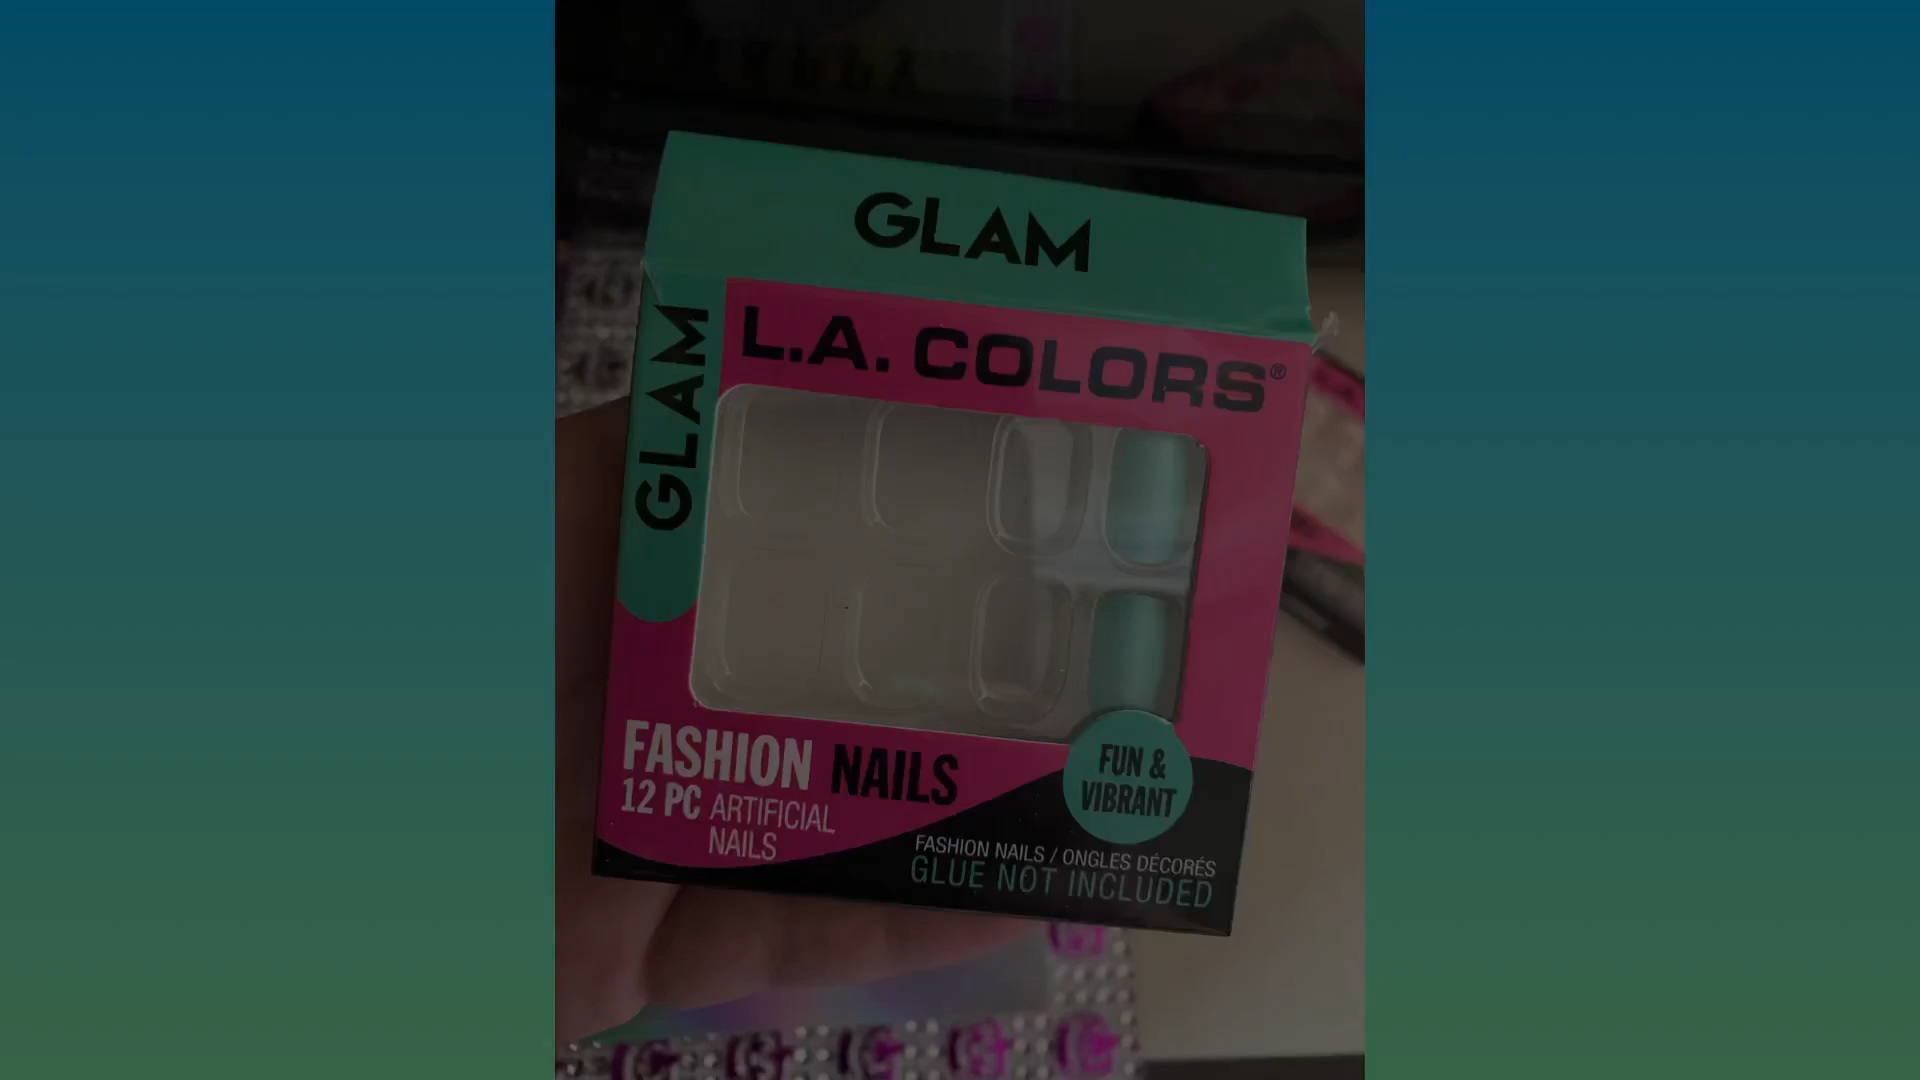 GLAM
GLAM
L.A. COLORS®
FASHION NAILS
12 PC ARTIFICIAL
NAILS
FUN &
VIBRANT
FASHION NAILS / ONGLES DÉCORÉS
GLUE NOT INCLUDED